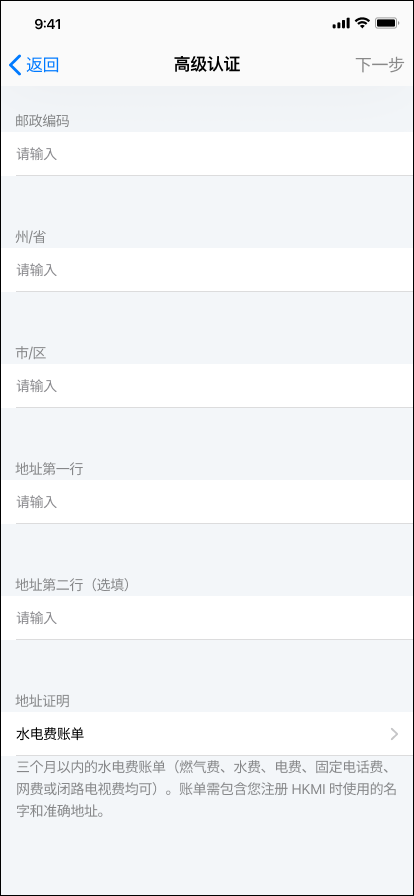 9:41
返回
高级认证
下一步
邮政编码
请输入
州/省
请输入
市/区
请输入
地址第一行
请输入
地址第二行（选填）
请输入
地址证明
水电费账单
三个月以内的水电费账单（燃气费、水费、电费、固定电话费、
网费或闭路电视费均可）。账单需包含您注册 HKMI 时使用的名
字和准确地址。